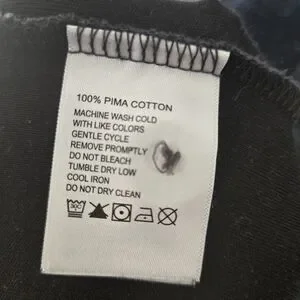 100% PIMA COTTON
MACHINE WASH COLD
WITH LIKE COLORS
GENTLE CYCLE
REMOVE PROMPTLY
DO NOT BLEACH
TUMBLE DRY LOW
COOL IRON
DO NOT DRY CLEAN